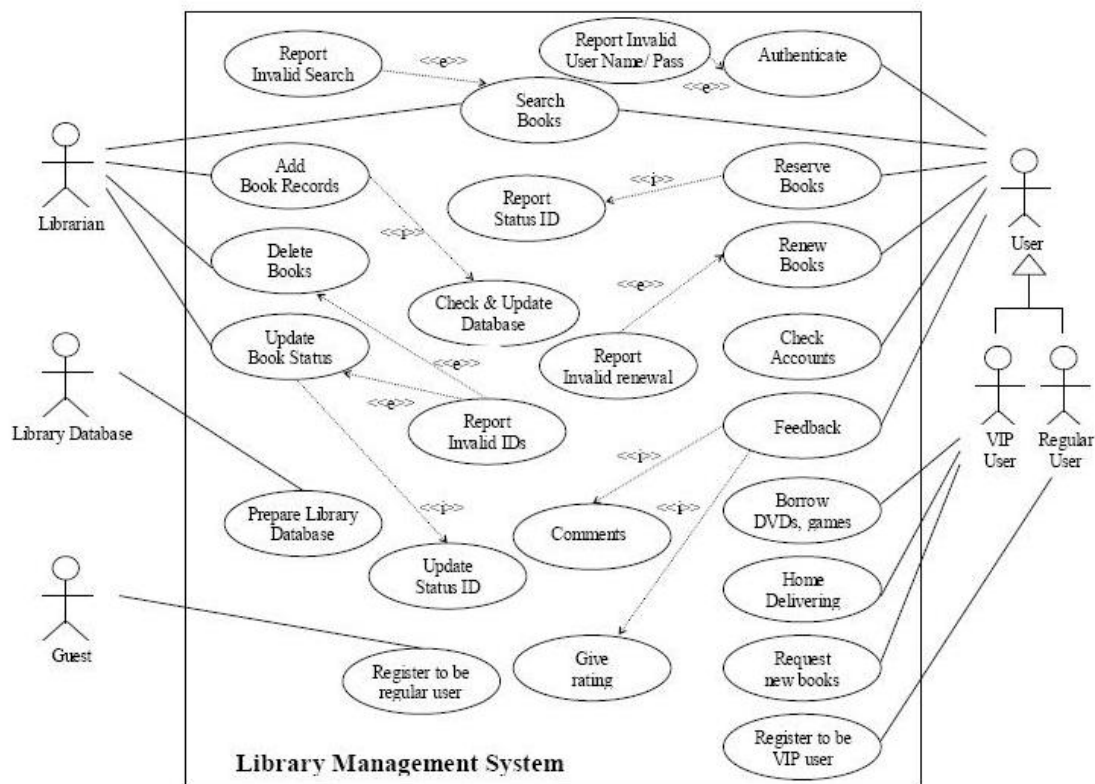 Report
Invalid Search
<<e>>
Report Invalid
User Name/ Pass
<<e>>
Authenticate
Search
Books
Librarian
Add
Book Records
Report
Status ID
<<i>>
Reserve
Books
User
<<i>>
Delete
Books
Renew
Books
<<e>>
Check & Update
Database
Update
Book Status
<<e>>
Report
Invalid renewal
Check
Accounts
Library Database
<<e>>
Report
Invalid IDs
Feedback
VIP
User
Regular
User
<<i>>
Prepare Library
Database
<<i>>
Comments
<<i>>
Borrow
DVDs, games
Update
Status ID
Home
Delivering
Guest
Register to be
regular user
Give
rating
Request
new books
Register to be
VIP user
Library Management System